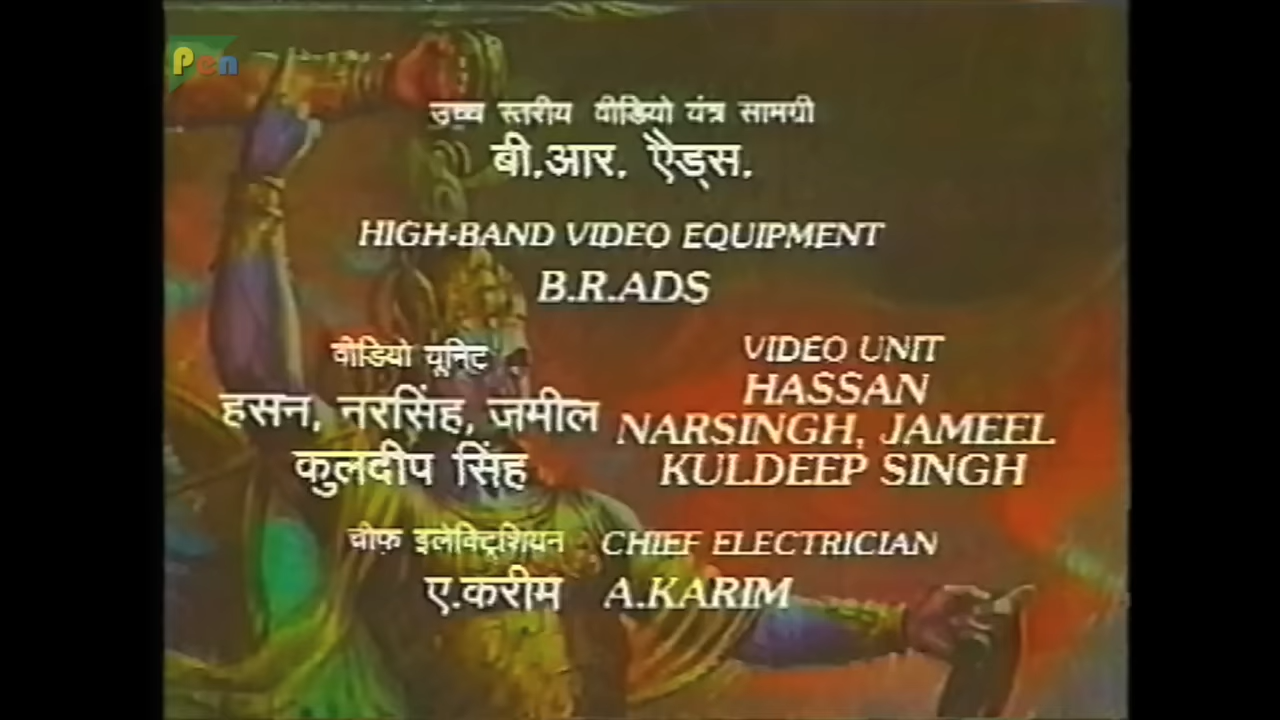 Pen
उच्च स्तरीय वीडियो यंत्र सामग्री
बी.आर. ऐड्स.
HIGH-BAND VIDEO EQUIPMENT
B.R.ADS
वीडियो यूनिट
हसन, नरसिंह, जमील
कुलदीप सिंह
VIDEO UNIT
HASSAN
NARSINGH, JAMEEL
KULDEEP SINGH
चीफ़ इलेक्ट्रिशियन
ए.करीम
CHIEF ELECTRICIAN
A.KARIM